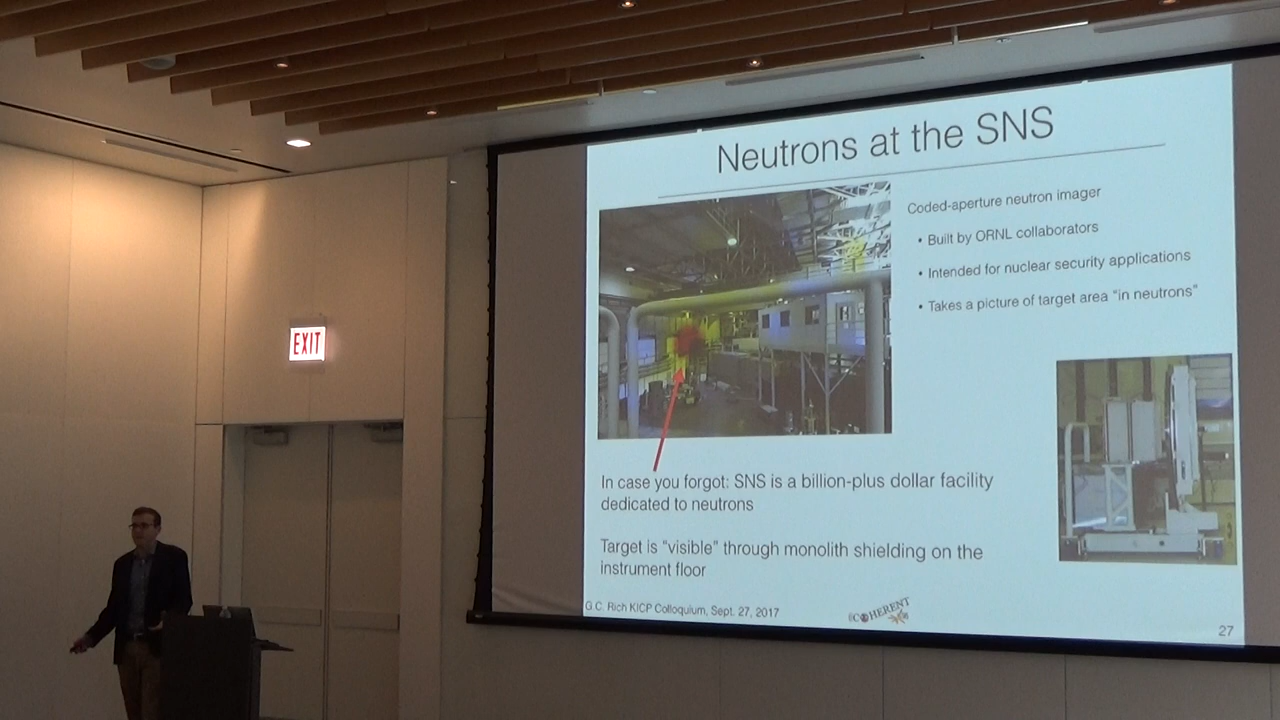 Neutrons at the SNS
Coded-aperture neutron imager
• Built by ORNL collaborators
• Intended for nuclear security applications
• Takes a picture of target area “in neutrons”
EXIT
In case you forgot: SNS is a billion-plus dollar facility
dedicated to neutrons
Target is “visible” through monolith shielding on the
instrument floor
G.C. Rich KICP Colloquium, Sept. 27, 2017
COHERENT
27